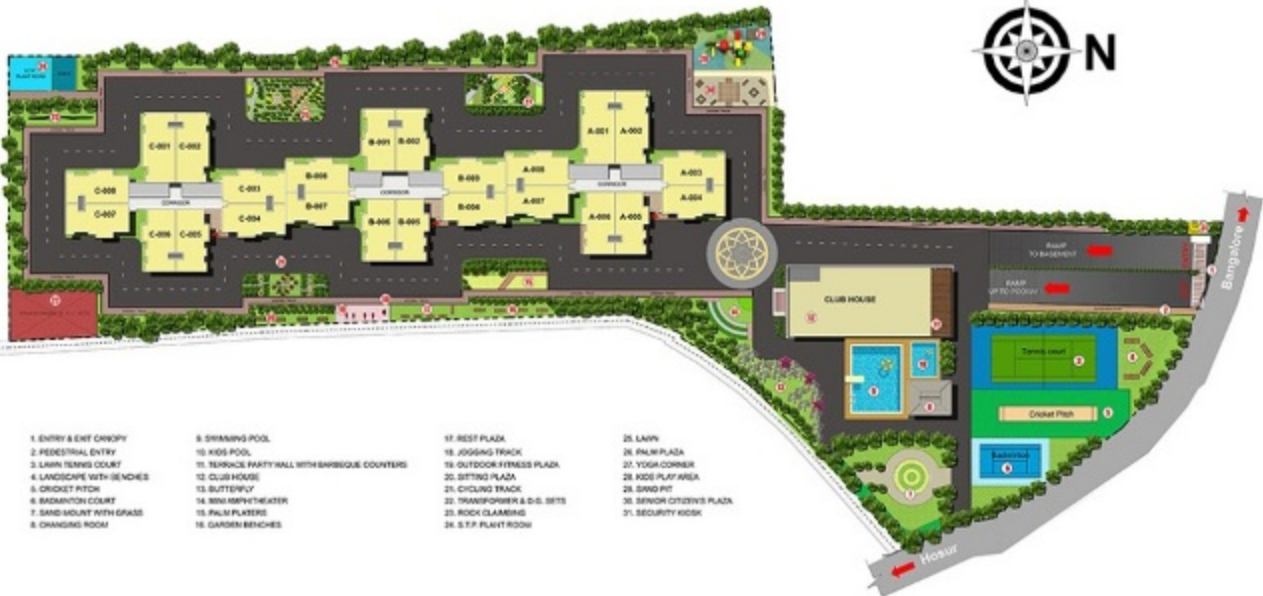 N
C-001 C-002
B-001 B-002
A-001 A-002
C-008
C-007
CORRIDOR
C-003
C-004
C-006 C-005
B-008
B-007
CORRIDOR
B-006 B-005
A-008
A-007
CORRIDOR
A-003
A-004
A-006 A-005
RAMP
TO BASEMENT
RAMP
UP TO PODIUM
Bangalore
CLUB HOUSE
Tennis court
Cricket Pitch
Badminton
Hosur
1. ENTRY & EXIT CANOPY
2. PEDESTRIAL ENTRY
3. LAWN TENNIS COURT
4. LANDSCAPE WITH BENCHES
5. CRICKET PITCH
6. BADMINTON COURT
7. SAND MOUNT WITH GRASS
8. CHANGING ROOM
9. SWIMMING POOL
10. KIDS POOL
11. TERRACE PARTY HALL WITH BARBEQUE COUNTERS
12. CLUB HOUSE
13. BUTTERFLY
14. MINI AMPHITHEATER
15. PALM PLATERS
16. GARDEN BENCHES
17. REST PLAZA
18. JOGGING TRACK
19. OUTDOOR FITNESS PLAZA
20. SITTING PLAZA
21. CYCLING TRACK
22. TRANSFORMER & D.G. SETS
23. ROCK CLAIMBING
24. S.T.P. PLANT ROOM
25. LAWN
26. PALM PLAZA
27. YOGA CORNER
28. KIDS PLAY AREA
29. SAND PIT
30. SENIOR CITIZEN'S PLAZA
31. SECURITY KIOSK